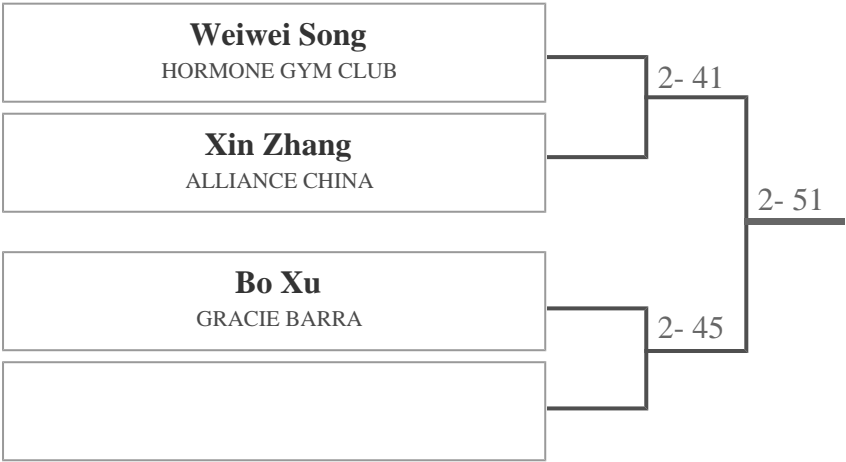 Weiwei Song
HORMONE GYM CLUB
2- 41
Xin Zhang
ALLIANCE CHINA
2- 51
Bo Xu
GRACIE BARRA
2- 45